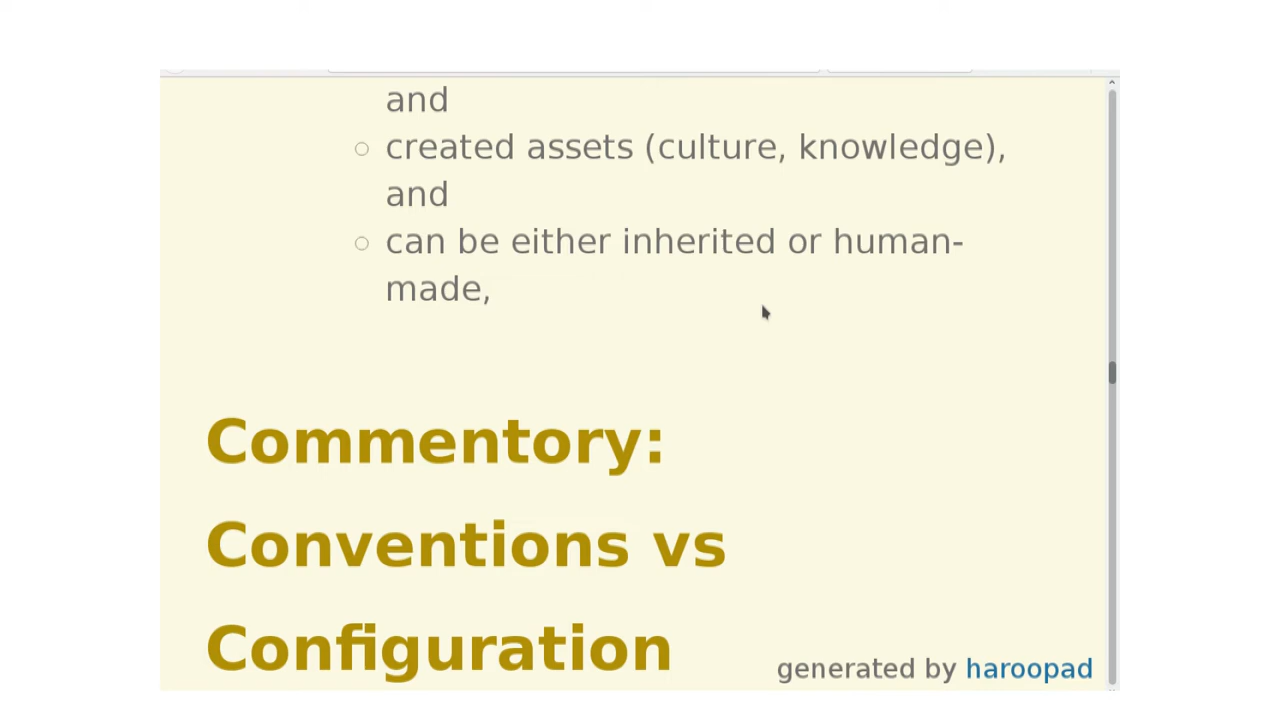 and
created assets (culture, knowledge),
and
can be either inherited or human-
made,
Commentory:
Conventions vs
Configuration
generated by haroopad